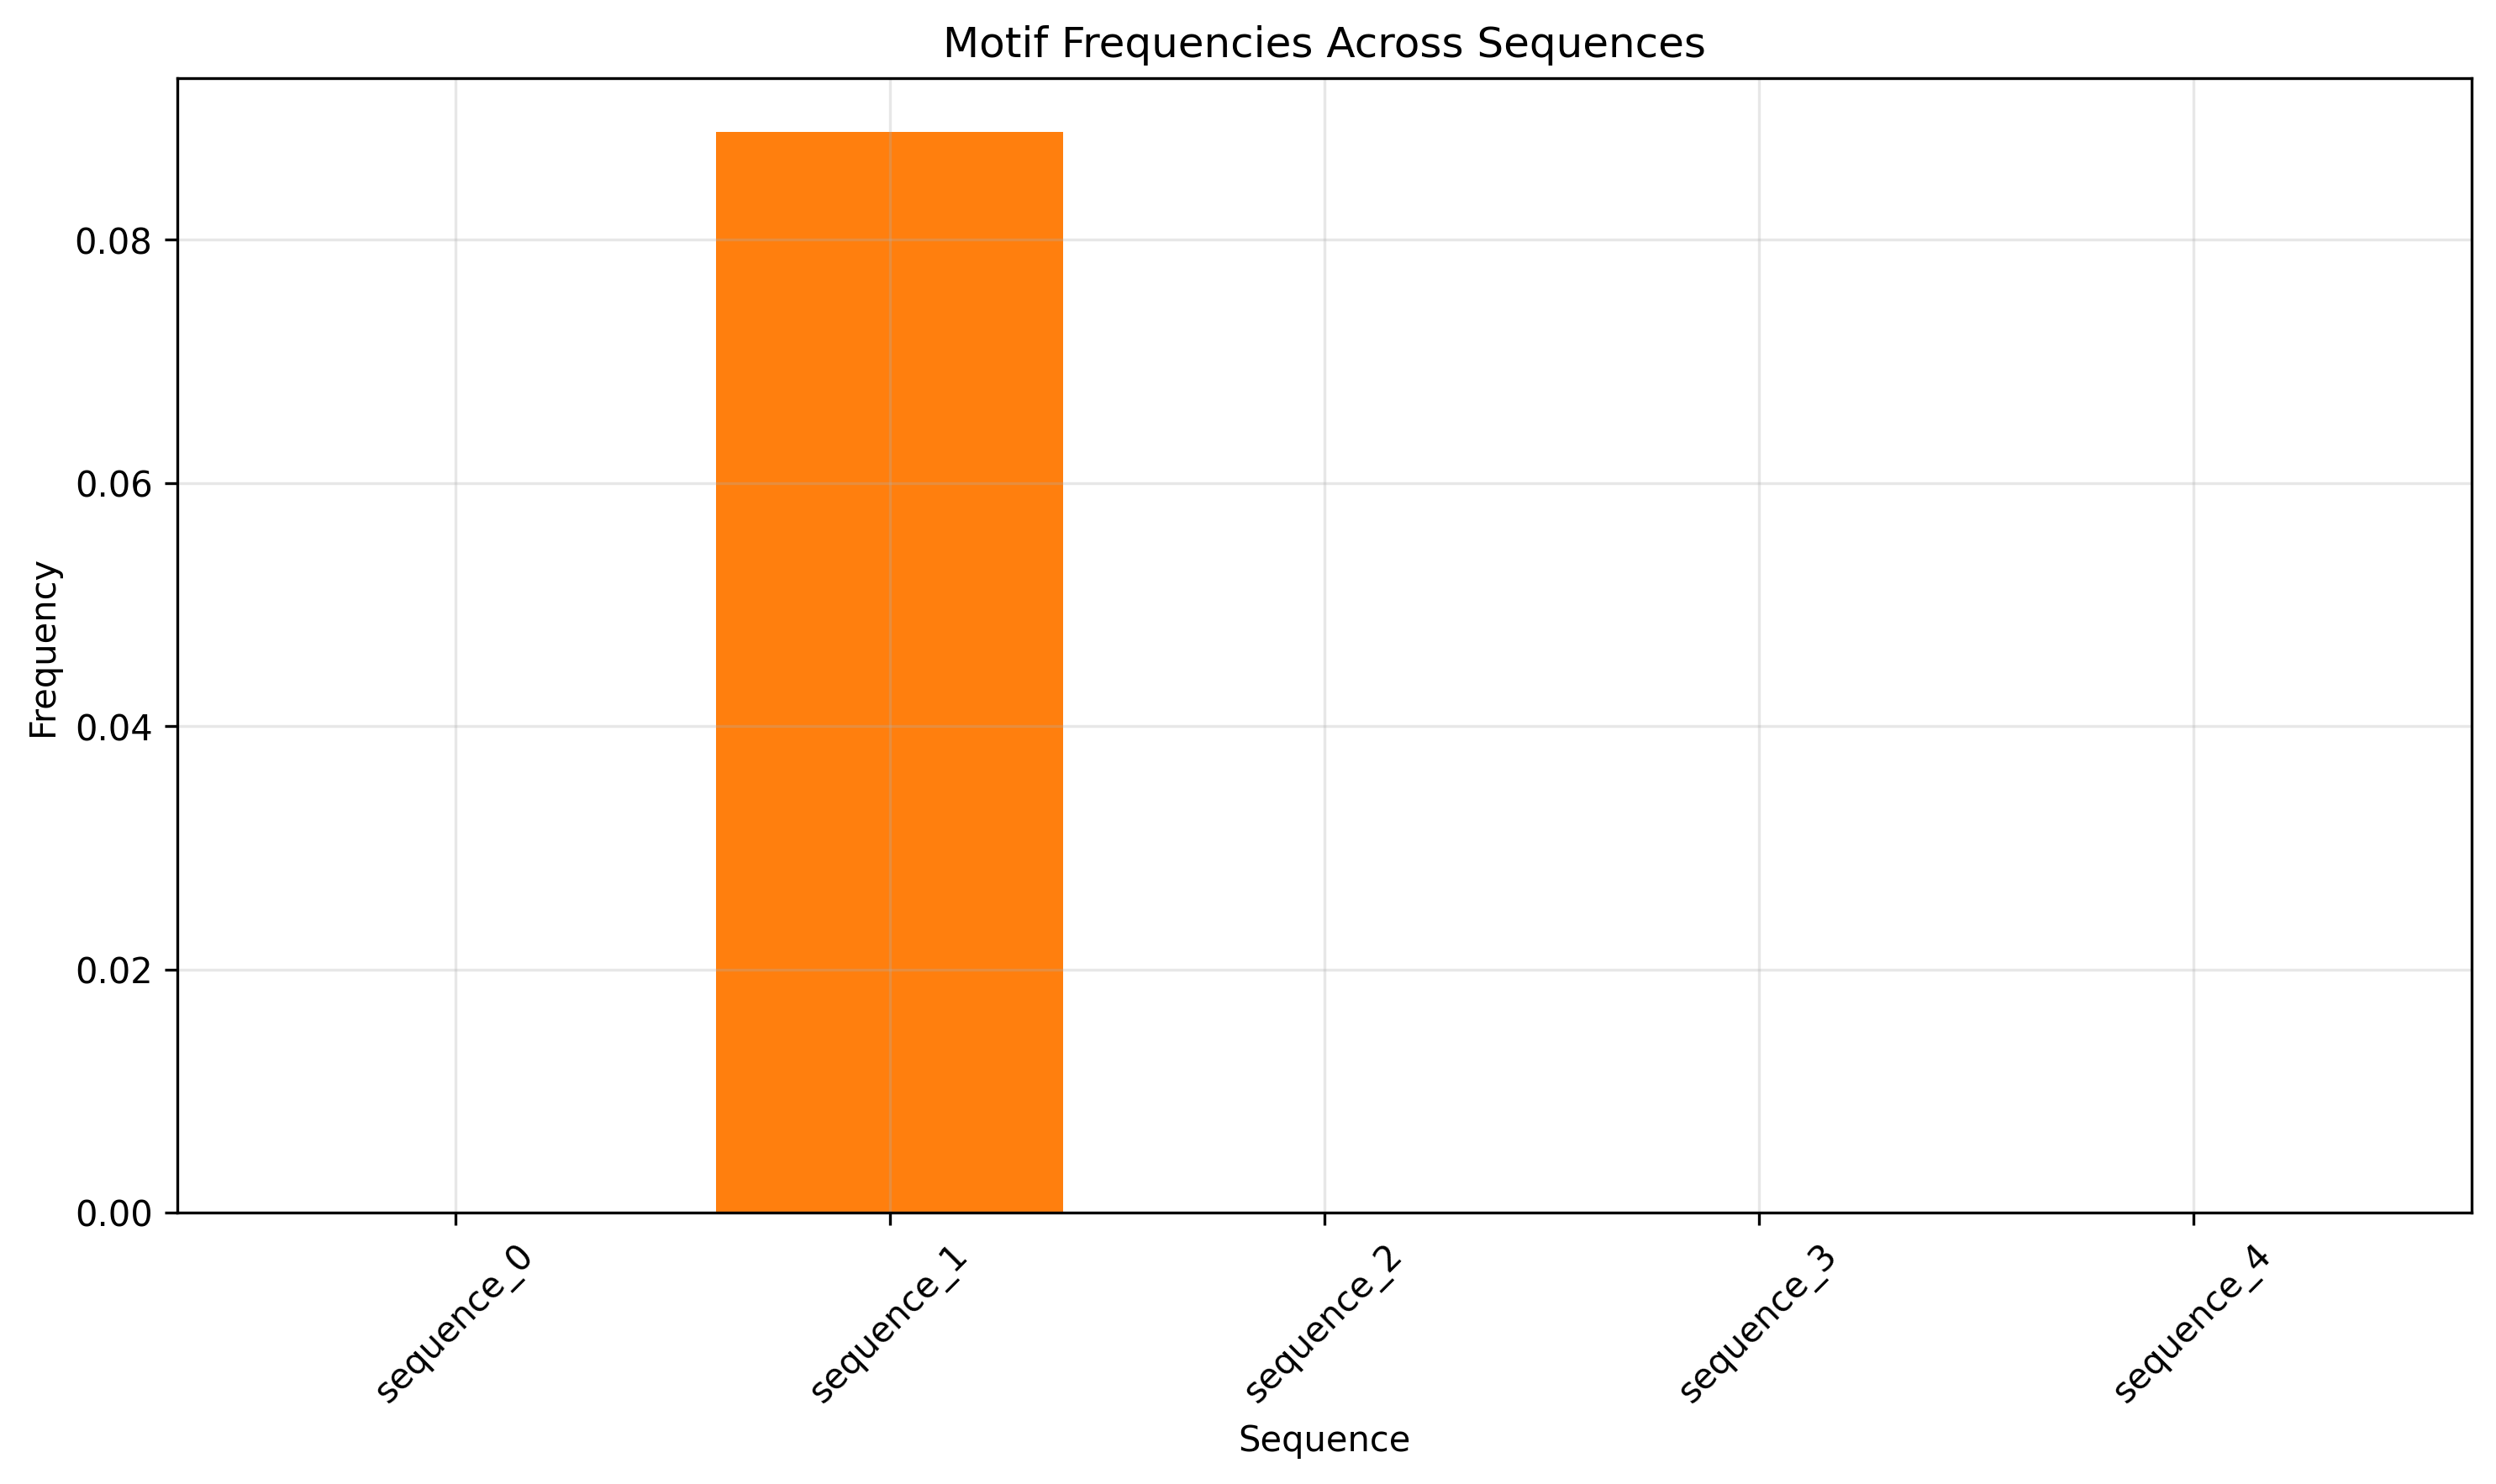 Motif Frequencies Across Sequences
Frequency
0.08
0.06
0.04
0.02
0.00
sequence_0
sequence_1
sequence_2
sequence_3
sequence_4
Sequence